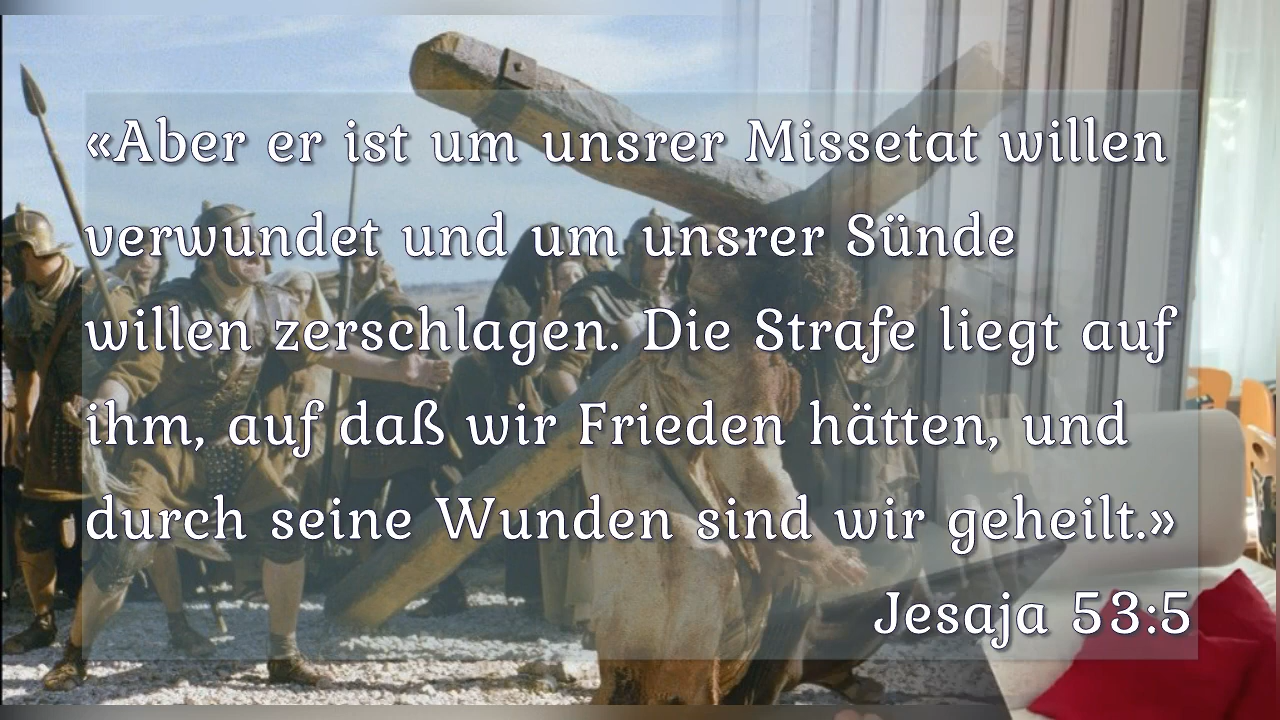 «Aber er ist um unsrer Missetat willen
verwundet und um unsrer Sünde
willen zerschlagen. Die Strafe liegt auf
ihm, auf daß wir Frieden hätten, und
durch seine Wunden sind wir geheilt.»
Jesaja 53:5